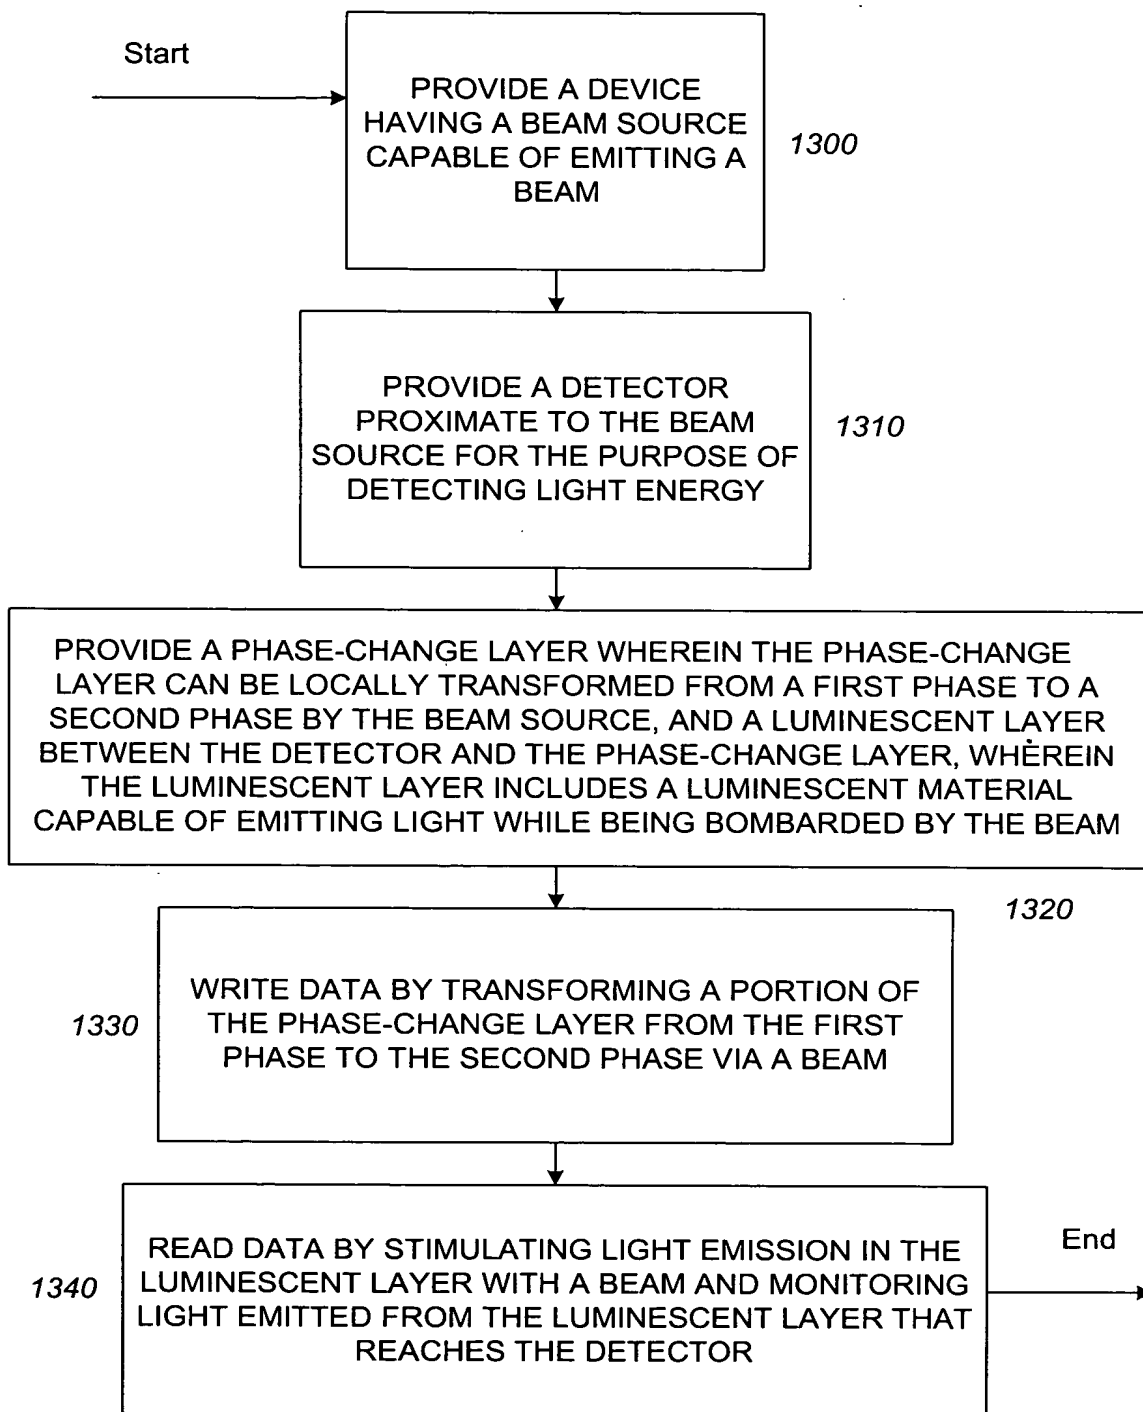 Start
PROVIDE A DEVICE
HAVING A BEAM SOURCE
CAPABLE OF EMITTING A
BEAM
1300
PROVIDE A DETECTOR
PROXIMATE TO THE BEAM
SOURCE FOR THE PURPOSE OF
DETECTING LIGHT ENERGY
1310
PROVIDE A PHASE-CHANGE LAYER WHEREIN THE PHASE-CHANGE
LAYER CAN BE LOCALLY TRANSFORMED FROM A FIRST PHASE TO A
SECOND PHASE BY THE BEAM SOURCE, AND A LUMINESCENT LAYER
BETWEEN THE DETECTOR AND THE PHASE-CHANGE LAYER, WHEREIN
THE LUMINESCENT LAYER INCLUDES A LUMINESCENT MATERIAL
CAPABLE OF EMITTING LIGHT WHILE BEING BOMBARDED BY THE BEAM
1320
WRITE DATA BY TRANSFORMING A PORTION OF
THE PHASE-CHANGE LAYER FROM THE FIRST
PHASE TO THE SECOND PHASE VIA A BEAM
1330
READ DATA BY STIMULATING LIGHT EMISSION IN THE
LUMINESCENT LAYER WITH A BEAM AND MONITORING
LIGHT EMITTED FROM THE LUMINESCENT LAYER THAT
REACHES THE DETECTOR
1340
End